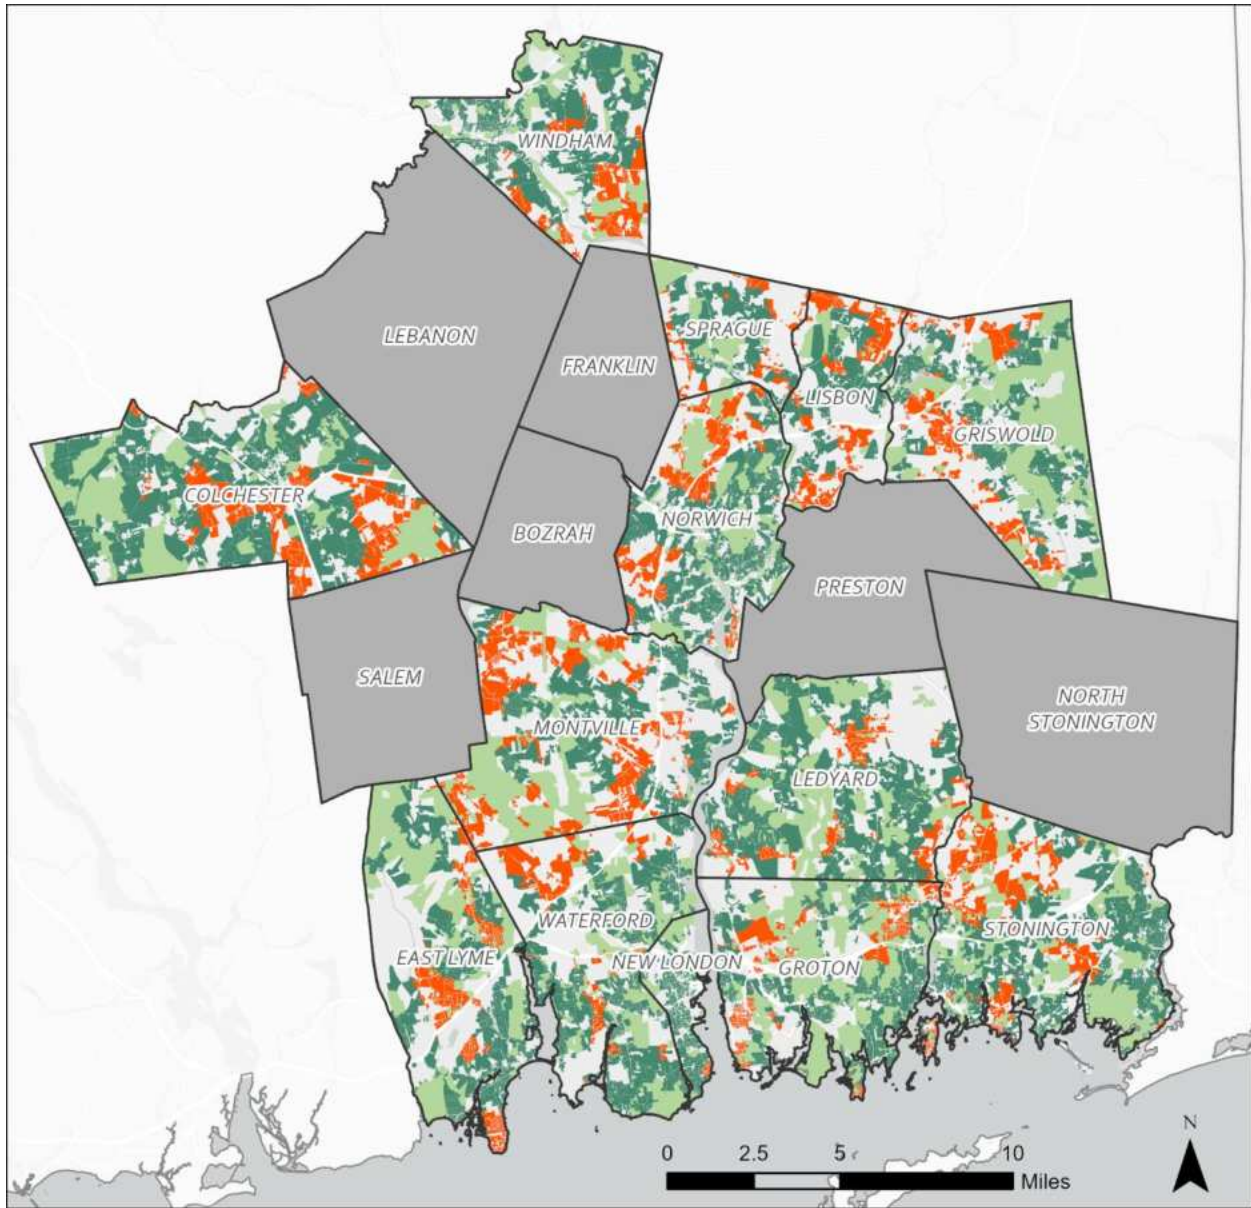 WINDHAM
LEBANON
FRANKLIN
SPRAGUE
LISBON
GRISWOLD
COLCHESTER
BOZRAH
NORWICH
PRESTON
SALEM
MONTVILLE
NORTH
STONINGTON
LEDYARD
WATERFORD
EAST LYME
NEW LONDON
GROTON
STONINGTON
N
0 2.5 5 10
Miles